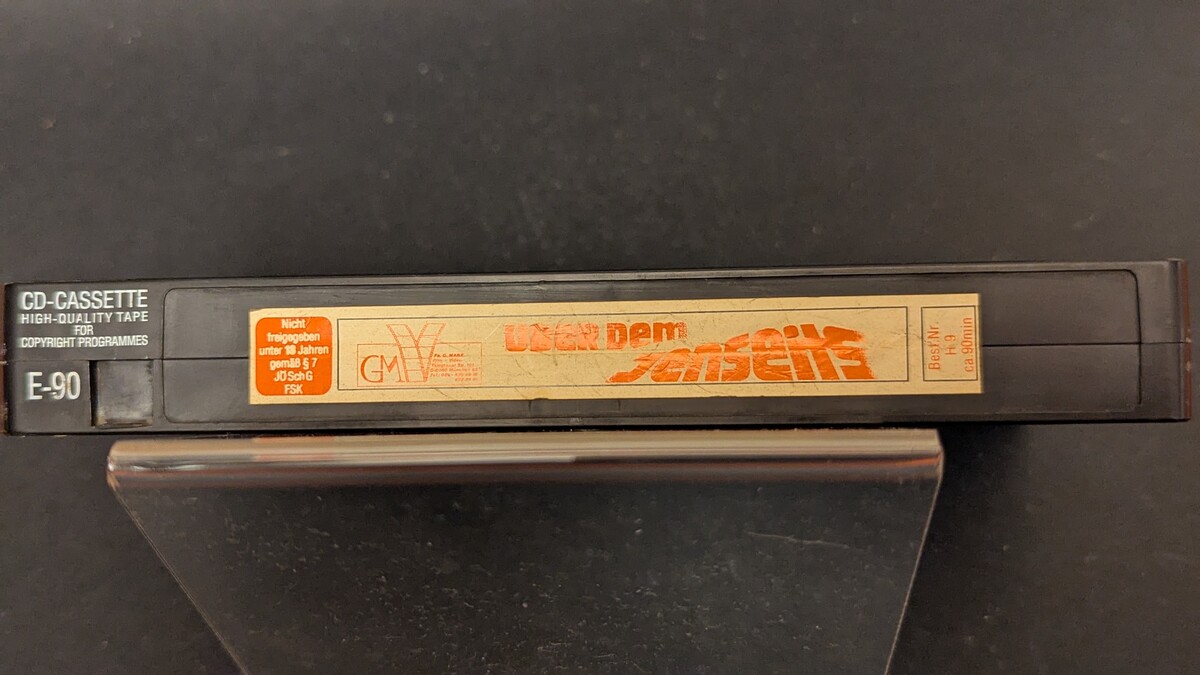 CD-CASSETTE
HIGH-QUALITY TAPE
FOR
COPYRIGHT PROGRAMMES
E-90
Nicht
freigegeben
unter 18 Jahren
gemäß § 7
JÖSchG
FSK
GM
ÜBER Dem
JenSEITS
Best.Nr.
H.9
ca.90min